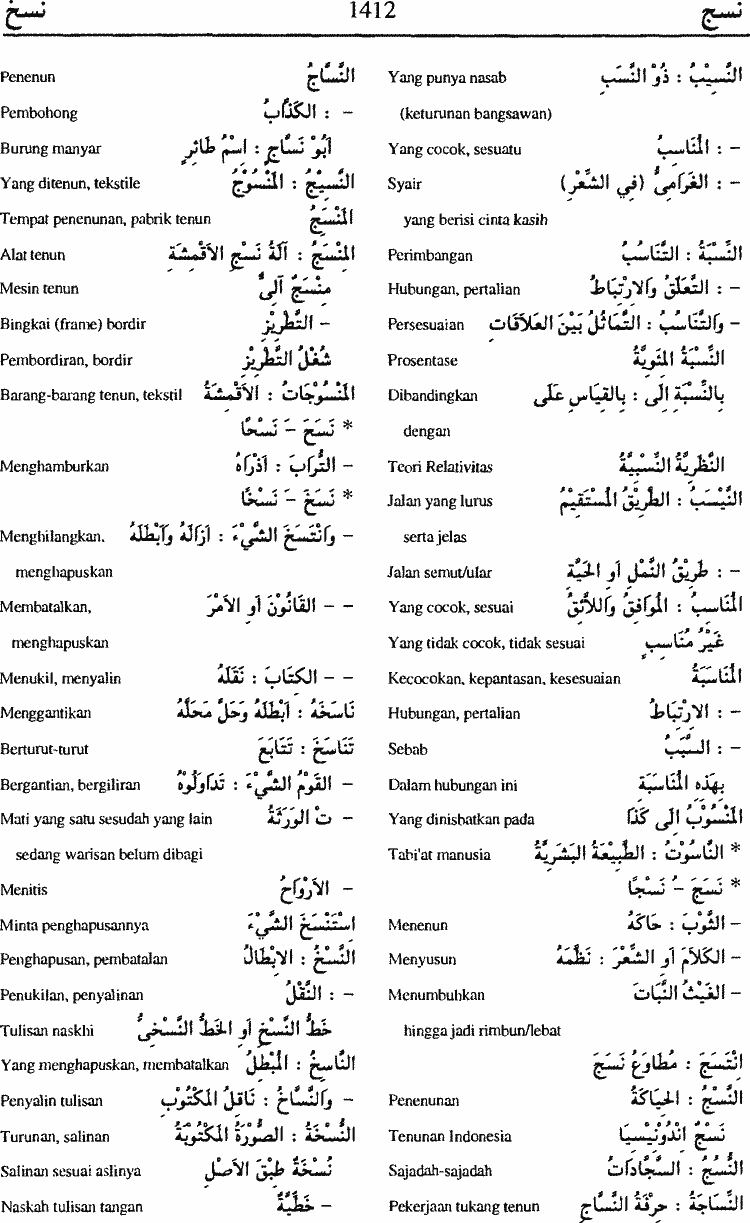 نسج 1412 نسخ
النَّسِيْبُ : ذُوْ النَّسَبِ Yang punya nasab
(keturunan bangsawan)
– : المُنَاسِبُ Yang cocok, sesuatu
– : الغَرَامِيُّ (فِي الشِّعْرِ) Syair
yang berisi cinta kasih
النِّسْبَةُ : التَّنَاسُبُ Perimbangan
– : التَّعَلُّقُ وَالارْتِبَاطُ Hubungan, pertalian
– وَالتَّنَاسُبُ : التَّمَاثُلُ بَيْنَ العَلاَقَاتِ Persesuaian
النِّسْبَةُ المِئَوِيَّةُ Prosentase
بِالنِّسْبَةِ الَى : بِالقِيَاسِ عَلَى Dibandingkan
dengan
النَّظَرِيَّةُ النِّسْبِيَّةُ Teori Relativitas
النَّيْسَبُ : الطَّرِيْقُ المُسْتَقِيْمُ Jalan yang lurus
serta jelas
– : طَرِيْقُ النَّمْلِ أَوِ الحَيَّةِ Jalan semut/ular
المُنَاسِبُ : المُوَافِقُ وَاللاَّئِقُ Yang cocok, sesuai
غَيْرُ مُنَاسِبٍ Yang tidak cocok, tidak sesuai
المُنَاسَبَةُ Kecocokan, kepantasan, kesesuaian
– : الارْتِبَاطُ Hubungan, pertalian
– : السَّبَبُ Sebab
بِهَذِهِ المُنَاسَبَةِ Dalam hubungan ini
المَنْسُوْبُ الَى كَذَا Yang dinisbatkan pada
* النَّاسُوْتُ : الطَّبِيْعَةُ البَشَرِيَّةُ Tabi'at manusia
* نَسَجَ – نَسْجًا
– الثَّوْبَ : حَاكَهُ Menenun
– الكَلاَمَ أَوِ الشِّعْرَ : نَظَمَهُ Menyusun
– الغَيْثُ النَّبَاتَ Menumbuhkan
hingga jadi rimbun/lebat
انْتَسَجَ : مُطَاوِعُ نَسَجَ
النَّسْجُ : الحِيَاكَةُ Penenunan
نَسْجُ انْدُوْنِيْسِيَا Tenunan Indonesia
النُّسُجُ : السَّجَّادَاتُ Sajadah-sajadah
النِّسَاجَةُ : حِرْفَةُ النَّسَّاجِ Pekerjaan tukang tenun
النَّسَّاجُ Penenun
– : الكَذَّابُ Pembohong
أَبُوْ نَسَّاجٍ : اسْمُ طَائِرٍ Burung manyar
النَّسِيْجُ : المَنْسُوْجُ Yang ditenun, tekstile
المَنْسَجُ Tempat penenunan, pabrik tenun
المِنْسَجُ : آلَةُ نَسْجِ الأَقْمِشَةِ Alat tenun
مِنْسَجٌ آلِيٌّ Mesin tenun
– التَّطْرِيْزِ Bingkai (frame) bordir
شُغْلُ التَّطْرِيْزِ Pembordiran, bordir
المَنْسُوْجَاتُ : الأَقْمِشَةُ Barang-barang tenun, tekstil
* نَسَحَ – نَسْحًا
– التُّرَابَ : أَذْرَاهُ Menghamburkan
* نَسَخَ – نَسْخًا
– وَانْتَسَخَ الشَّيْءَ : أَزَالَهُ وَأَبْطَلَهُ Menghilangkan,
menghapuskan
– – القَانُوْنَ أَوِ الأَمْرَ Membatalkan,
menghapuskan
– – الكِتَابَ : نَقَلَهُ Menukil, menyalin
نَاسَخَهُ : أَبْطَلَهُ وَحَلَّ مَحَلَّهُ Menggantikan
تَنَاسَخَ : تَتَابَعَ Berturut-turut
– القَوْمُ الشَّيْءَ : تَدَاوَلُوْهُ Bergantian, bergiliran
– تْ الوَرَثَةُ Mati yang satu sesudah yang lain
sedang warisan belum dibagi
– الأَرْوَاحُ Menitis
اسْتَنْسَخَ الشَّيْءَ Minta penghapusannya
النَّسْخُ : الابْطَالُ Penghapusan, pembatalan
– : النَّقْلُ Penukilan, penyalinan
خَطُّ النَّسْخِ أَوِ الخَطُّ النَّسْخِيُّ Tulisan naskhi
النَّاسِخُ : المُبْطِلُ Yang menghapuskan, membatalkan
– وَالنَّسَّاخُ : نَاقِلُ المَكْتُوْبِ Penyalin tulisan
النُّسْخَةُ : الصُّوْرَةُ المَكْتُوْبَةُ Turunan, salinan
نُسْخَةٌ طِبْقَ الأَصْلِ Salinan sesuai aslinya
– خَطِّيَّةٌ Naskah tulisan tangan